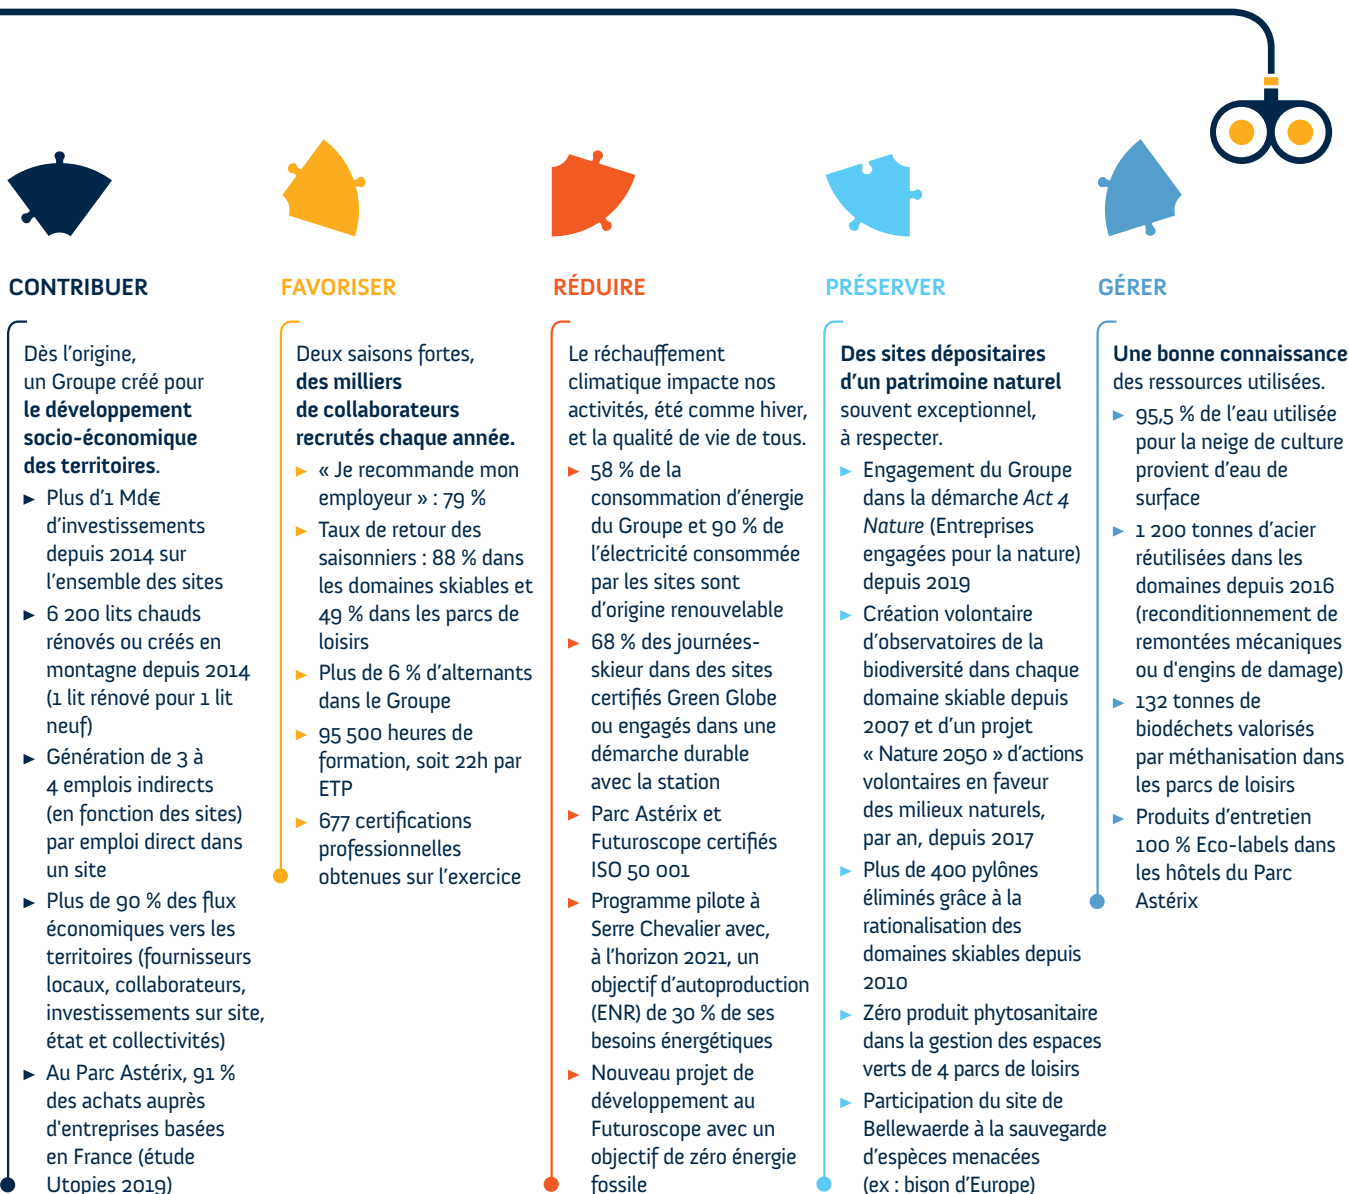 CONTRIBUER
Dès l'origine,
un Groupe créé pour
le développement
socio-économique
des territoires.
► Plus d'1 Md€
d'investissements
depuis 2014 sur
l'ensemble des sites
► 6 200 lits chauds
rénovés ou créés en
montagne depuis 2014
(1 lit rénové pour 1 lit
neuf)
► Génération de 3 à
4 emplois indirects
(en fonction des sites)
par emploi direct dans
un site
► Plus de 90 % des flux
économiques vers les
territoires (fournisseurs
locaux, collaborateurs,
investissements sur site,
état et collectivités)
► Au Parc Astérix, 91 %
des achats auprès
d'entreprises basées
en France (étude
Utopies 2019)
FAVORISER
Deux saisons fortes,
des milliers
de collaborateurs
recrutés chaque année.
► « Je recommande mon
employeur » : 79 %
► Taux de retour des
saisonniers : 88 % dans
les domaines skiables et
49 % dans les parcs de
loisirs
► Plus de 6 % d'alternants
dans le Groupe
► 95 500 heures de
formation, soit 22h par
ETP
► 677 certifications
professionnelles
obtenues sur l'exercice
RÉDUIRE
Le réchauffement
climatique impacte nos
activités, été comme hiver,
et la qualité de vie de tous.
► 58 % de la
consommation d'énergie
du Groupe et 90 % de
l'électricité consommée
par les sites sont
d'origine renouvelable
► 68 % des journées-
skieur dans des sites
certifiés Green Globe
ou engagés dans une
démarche durable
avec la station
► Parc Astérix et
Futuroscope certifiés
ISO 50 001
► Programme pilote à
Serre Chevalier avec,
à l'horizon 2021, un
objectif d'autoproduction
(ENR) de 30 % de ses
besoins énergétiques
► Nouveau projet de
développement au
Futuroscope avec un
objectif de zéro énergie
fossile
PRÉSERVER
Des sites dépositaires
d'un patrimoine naturel
souvent exceptionnel,
à respecter.
► Engagement du Groupe
dans la démarche Act 4
Nature (Entreprises
engagées pour la nature)
depuis 2019
► Création volontaire
d'observatoires de la
biodiversité dans chaque
domaine skiable depuis
2007 et d'un projet
« Nature 2050 » d'actions
volontaires en faveur
des milieux naturels,
par an, depuis 2017
► Plus de 400 pylônes
éliminés grâce à la
rationalisation des
domaines skiables depuis
2010
► Zéro produit phytosanitaire
dans la gestion des espaces
verts de 4 parcs de loisirs
► Participation du site de
Bellewaerde à la sauvegarde
d'espèces menacées
(ex : bison d'Europe)
GÉRER
Une bonne connaissance
des ressources utilisées.
► 95,5 % de l'eau utilisée
pour la neige de culture
provient d'eau de
surface
► 1 200 tonnes d'acier
réutilisées dans les
domaines depuis 2016
(reconditionnement de
remontées mécaniques
ou d'engins de damage)
► 132 tonnes de
biodéchets valorisés
par méthanisation dans
les parcs de loisirs
► Produits d'entretien
100 % Eco-labels dans
les hôtels du Parc
Astérix